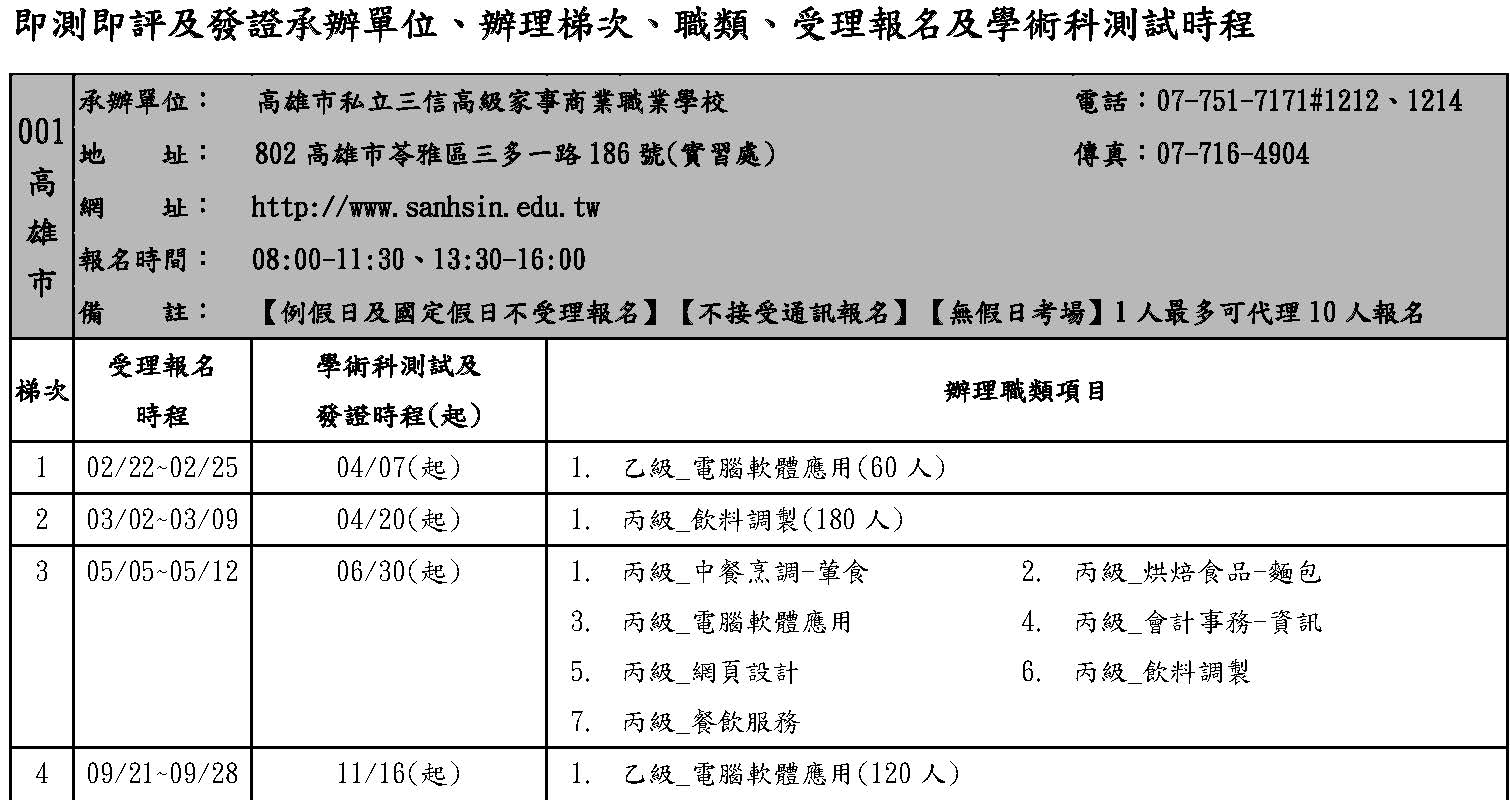 即測即評及發證承辦單位、辦理梯次、職類、受理報名及學術科測試時程
001
高
雄
市
承辦單位： 高雄市私立三信高級家事商業職業學校 電話：07-751-7171#1212、1214
地 址： 802 高雄市苓雅區三多一路 186 號(實習處) 傳真：07-716-4904
網 址： http://www.sanhsin.edu.tw
報名時間： 08:00-11:30、13:30-16:00
備 註： 【例假日及國定假日不受理報名】【不接受通訊報名】【無假日考場】1 人最多可代理 10 人報名
梯次 受理報名 時程 學術科測試及 發證時程(起) 辦理職類項目
1 02/22~02/25 04/07(起) 1. 乙級_電腦軟體應用(60 人)
2 03/02~03/09 04/20(起) 1. 丙級_飲料調製(180 人)
3 05/05~05/12 06/30(起) 1. 丙級_中餐烹調-葷食 2. 丙級_烘焙食品-麵包
3. 丙級_電腦軟體應用 4. 丙級_會計事務-資訊
5. 丙級_網頁設計 6. 丙級_飲料調製
7. 丙級_餐飲服務
4 09/21~09/28 11/16(起) 1. 乙級_電腦軟體應用(120 人)